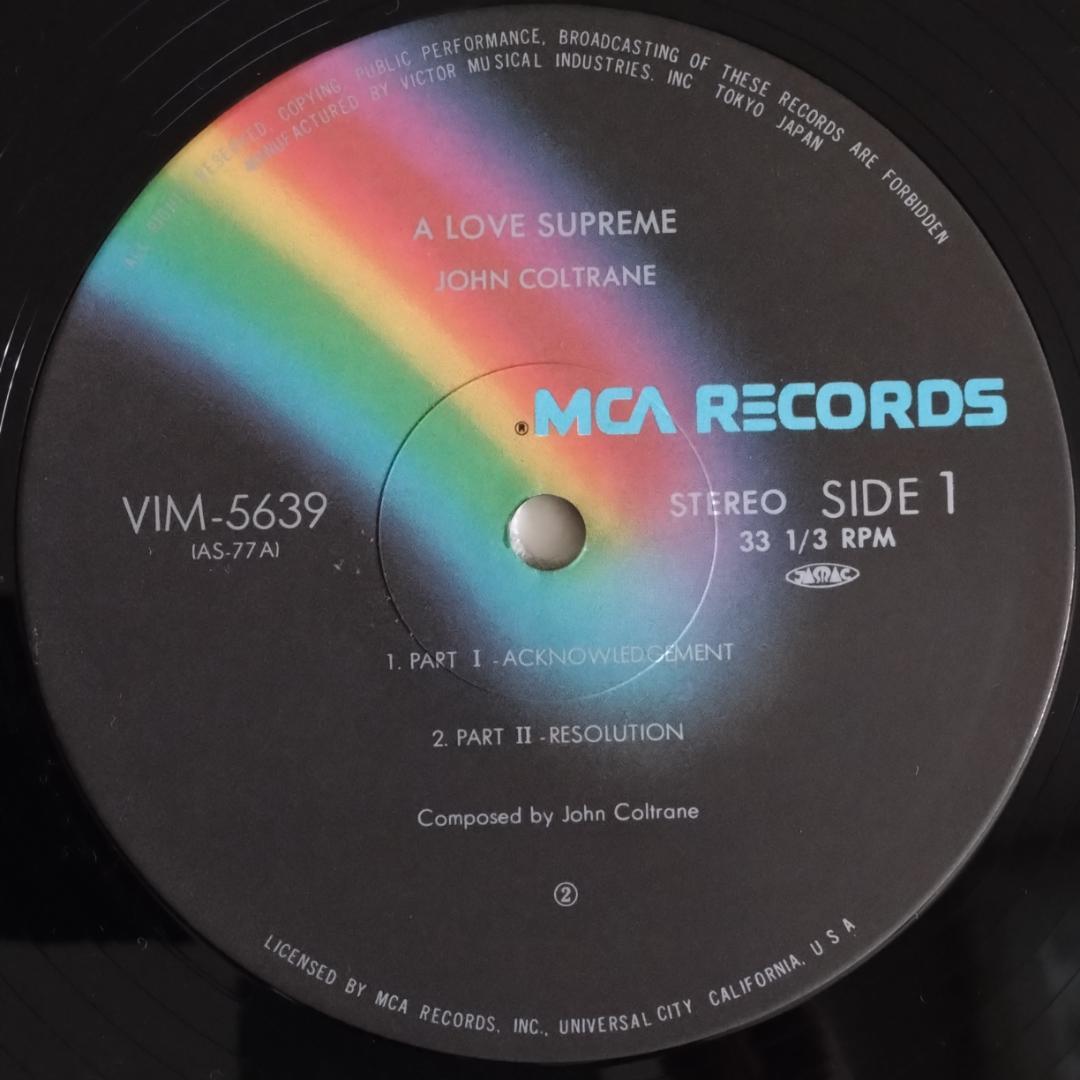 ALL RIGHTS RESERVED. COPYING, PUBLIC PERFORMANCE, BROADCASTING OF THESE RECORDS ARE FORBIDDEN
MANUFACTURED BY VICTOR MUSICAL INDUSTRIES. INC TOKYO JAPAN
A LOVE SUPREME
JOHN COLTRANE
® MCA RECORDS
VIM-5639
(AS-77A)
STEREO SIDE 1
33 1/3 RPM
JASRAC
1. PART I - ACKNOWLEDGEMENT
2. PART II - RESOLUTION
Composed by John Coltrane
②
LICENSED BY MCA RECORDS, INC., UNIVERSAL CITY CALIFORNIA, U S A